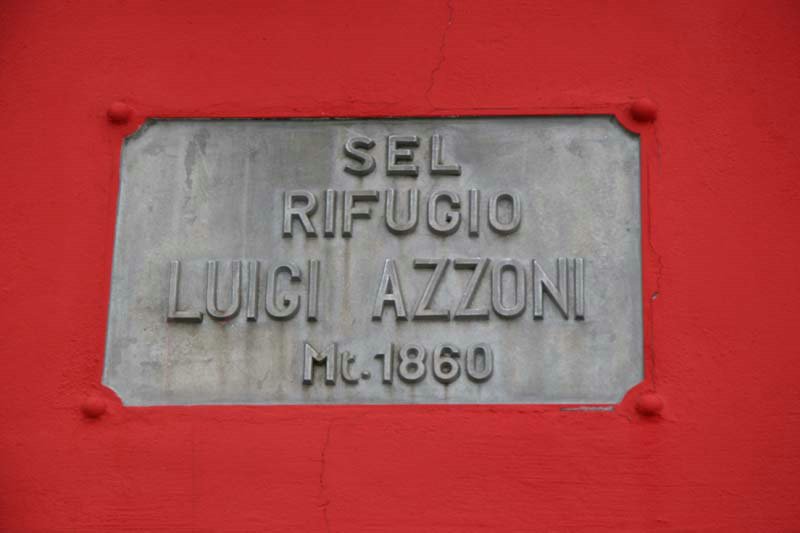 SEL
RIFUGIO
LUIGI AZZONI
Mt. 1860